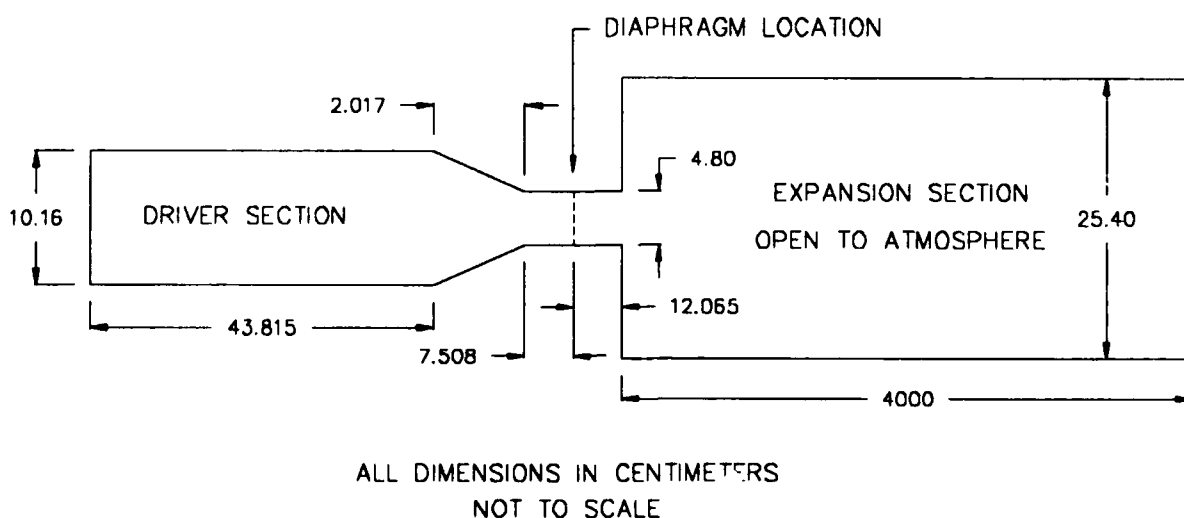 DIAPHRAGM LOCATION
2.017
4.80
10.16
DRIVER SECTION
EXPANSION SECTION
OPEN TO ATMOSPHERE
25.40
43.815
12.065
7.508
4000
ALL DIMENSIONS IN CENTIMETERS
NOT TO SCALE